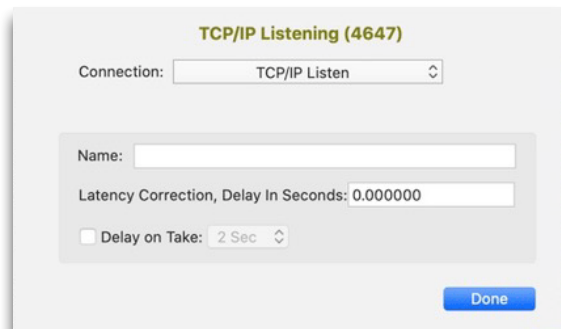 TCP/IP Listening (4647)
Connection: TCP/IP Listen
Name:
Latency Correction, Delay In Seconds: 0.000000
Delay on Take: 2 Sec
Done